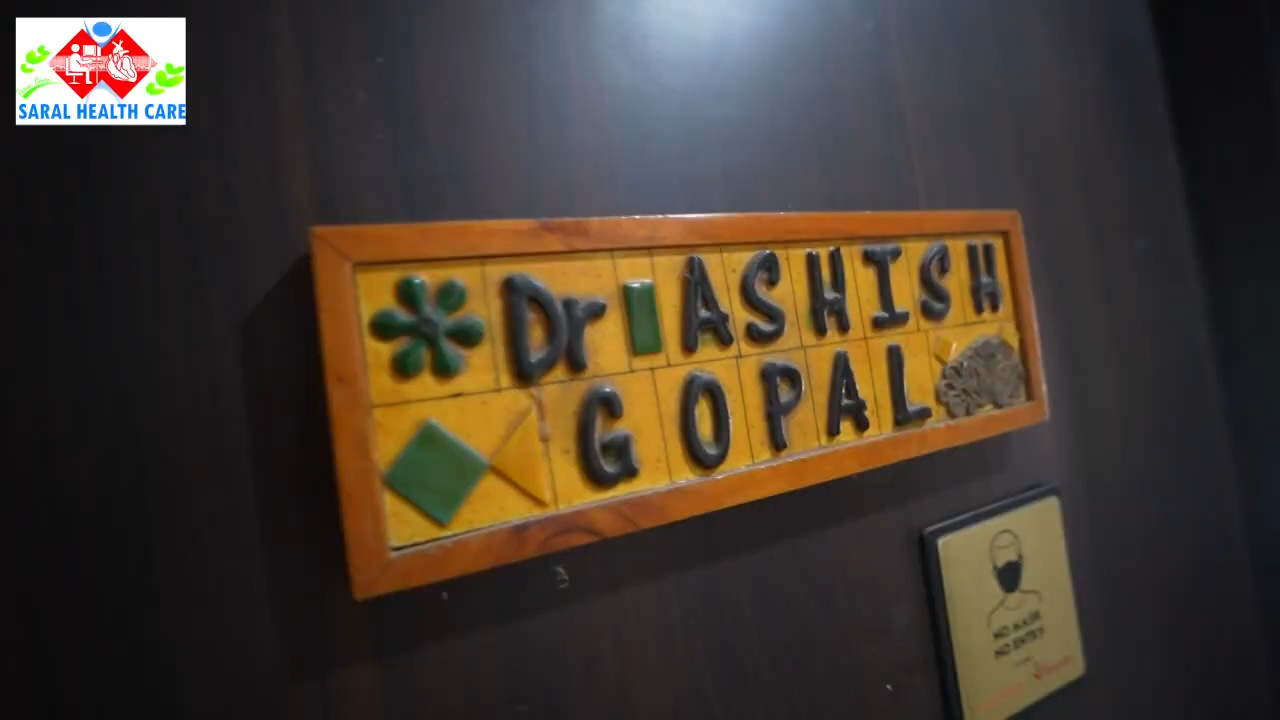 SARAL HEALTH CARE
Dr ASHISH
GOPAL
NO MASK
NO ENTRY